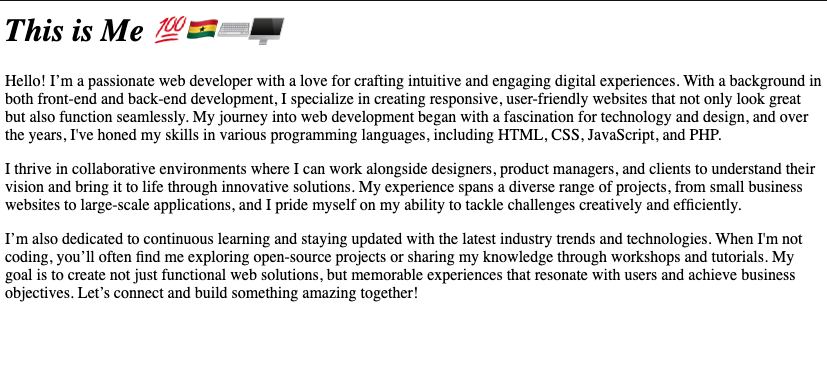 This is Me 💯🇬🇭⌨️🖥️
Hello! I’m a passionate web developer with a love for crafting intuitive and engaging digital experiences. With a background in
both front-end and back-end development, I specialize in creating responsive, user-friendly websites that not only look great
but also function seamlessly. My journey into web development began with a fascination for technology and design, and over
the years, I've honed my skills in various programming languages, including HTML, CSS, JavaScript, and PHP.
I thrive in collaborative environments where I can work alongside designers, product managers, and clients to understand their
vision and bring it to life through innovative solutions. My experience spans a diverse range of projects, from small business
websites to large-scale applications, and I pride myself on my ability to tackle challenges creatively and efficiently.
I’m also dedicated to continuous learning and staying updated with the latest industry trends and technologies. When I'm not
coding, you’ll often find me exploring open-source projects or sharing my knowledge through workshops and tutorials. My
goal is to create not just functional web solutions, but memorable experiences that resonate with users and achieve business
objectives. Let’s connect and build something amazing together!